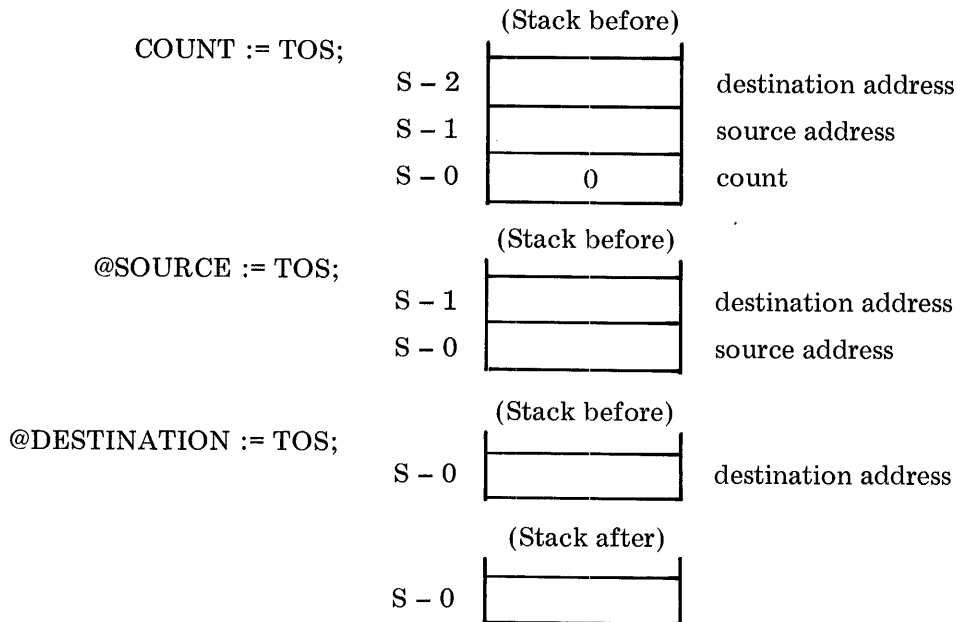 (Stack before)
COUNT := TOS;
S – 2 destination address
S – 1 source address
S – 0 0 count
(Stack before)
@SOURCE := TOS;
S – 1 destination address
S – 0 source address
(Stack before)
@DESTINATION := TOS;
S – 0 destination address
(Stack after)
S – 0